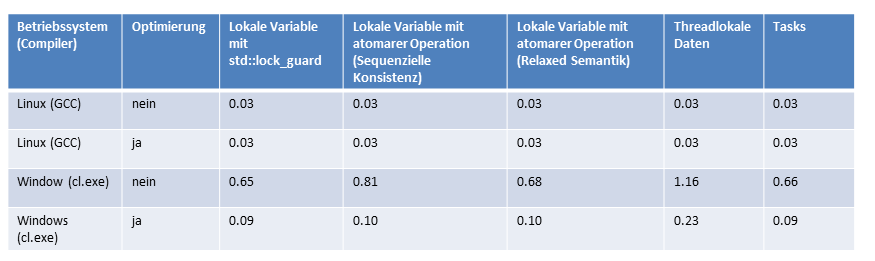 Betriebssystem (Compiler) Optimierung Lokale Variable mit std::lock_guard Lokale Variable mit atomarer Operation (Sequenzielle Konsistenz) Lokale Variable mit atomarer Operation (Relaxed Semantik) Threadlokale Daten Tasks
Linux (GCC) nein 0.03 0.03 0.03 0.03 0.03
Linux (GCC) ja 0.03 0.03 0.03 0.03 0.03
Window (cl.exe) nein 0.65 0.81 0.68 1.16 0.66
Windows (cl.exe) ja 0.09 0.10 0.10 0.23 0.09